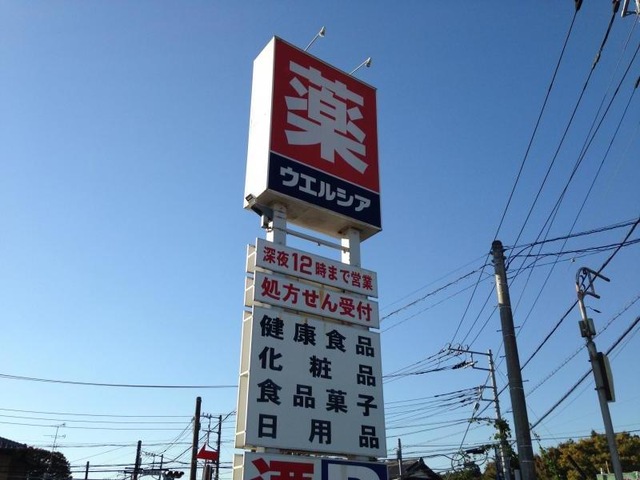 薬
ウエルシア
深夜12時まで営業
処方せん受付
健康食品
化粧品
食品菓子
日用品
酒